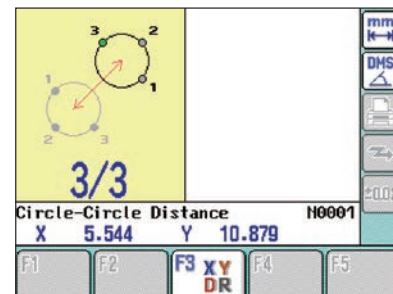 3 2
1
1
2 3
3/3
Circle-Circle Distance N0001
X 5.544 Y 10.879
F1 F2 F3 XY DR F4 F5
mm
DMS